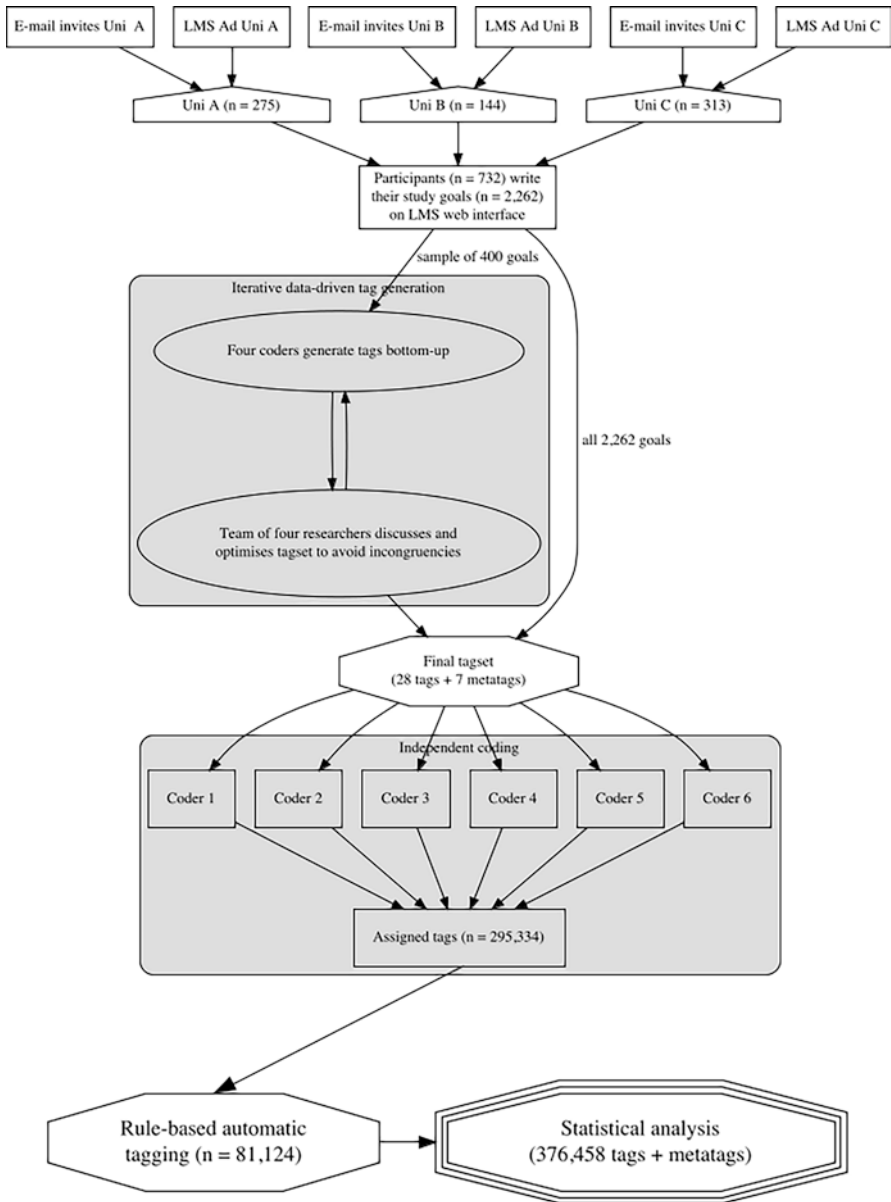 E-mail invites Uni A
LMS Ad Uni A
E-mail invites Uni B
LMS Ad Uni B
E-mail invites Uni C
LMS Ad Uni C
Uni A (n = 275)
Uni B (n = 144)
Uni C (n = 313)
Participants (n = 732) write
their study goals (n = 2,262)
on LMS web interface
sample of 400 goals
Iterative data-driven tag generation
Four coders generate tags bottom-up
all 2,262 goals
Team of four researchers discusses and
optimises tagset to avoid incongruencies
Final tagset
(28 tags + 7 metatags)
Independent coding
Coder 1
Coder 2
Coder 3
Coder 4
Coder 5
Coder 6
Assigned tags (n = 295,334)
Rule-based automatic
tagging (n = 81,124)
Statistical analysis
(376,458 tags + metatags)